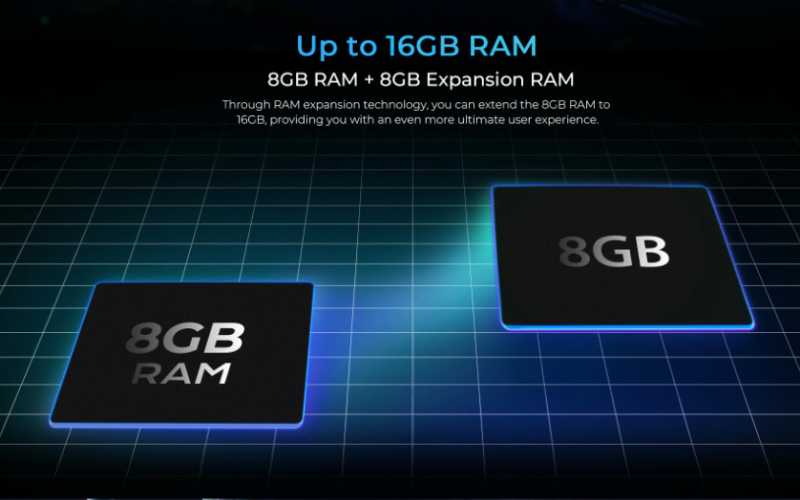 Up to 16GB RAM
8GB RAM + 8GB Expansion RAM
Through RAM expansion technology, you can extend the 8GB RAM to
16GB, providing you with an even more ultimate user experience.
8GB
8GB
RAM